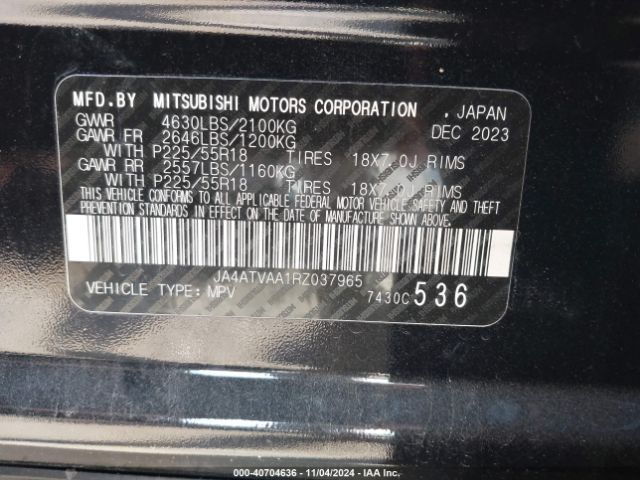 MFD.BY MITSUBISHI MOTORS CORPORATION , JAPAN
GVWR 4630LBS/2100KG DEC 2023
GAWR FR 2646LBS/1200KG
WITH P225/55R18 TIRES 18X7.0J RIMS
GAWR RR 2557LBS/1160KG
WITH P225/55R18 TIRES 18X7.0J RIMS
THIS VEHICLE CONFORMS TO ALL APPLICABLE FEDERAL MOTOR VEHICLE SAFETY AND THEFT
PREVENTION STANDARDS IN EFFECT ON THE DATE OF MANUFACTURE SHOWN ABOVE.
JA4ATVAA1RZ037965
VEHICLE TYPE: MPV 7430C 536
000-40704636 - 11/04/2024 - IAA Inc.